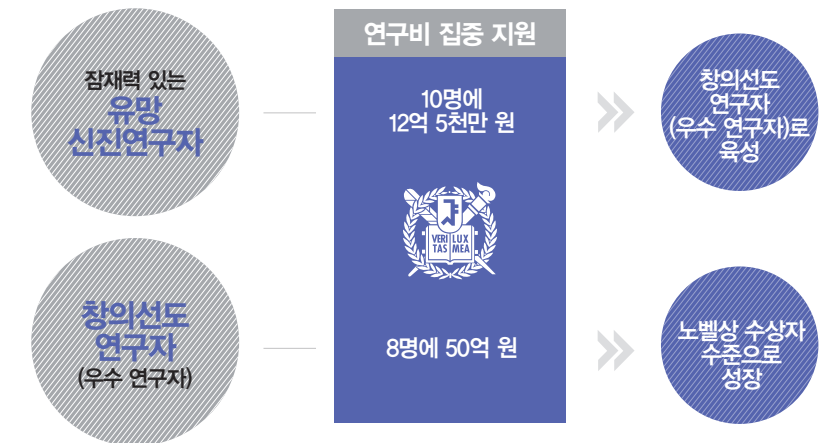 연구비 집중 지원
잠재력 있는
유망
신진연구자
10명에
12억 5천만 원
창의선도
연구자
(우수 연구자)로
육성
VERI LUX
TAS MEA
창의선도
연구자
(우수 연구자)
8명에 50억 원
노벨상 수상자
수준으로
성장